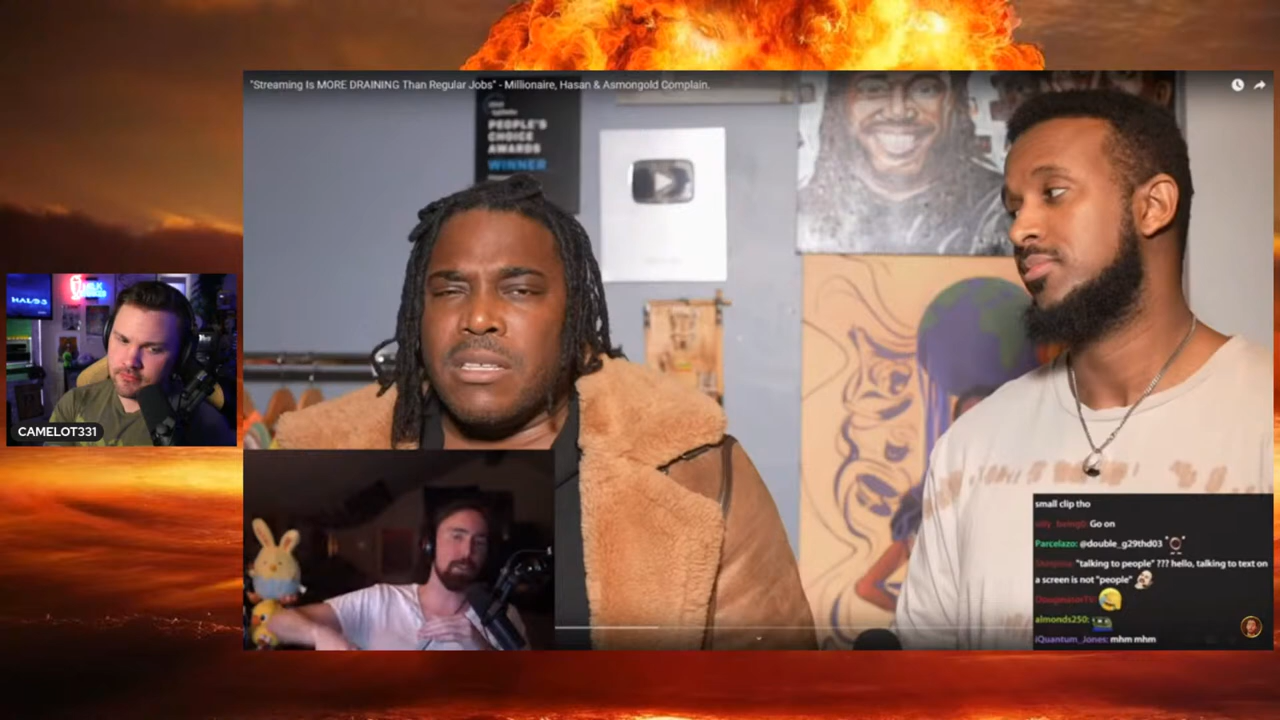 "Streaming Is MORE DRAINING Than Regular Jobs" - Millionaire, Hasan & Asmongold Complain.
PEOPLE'S
CHOICE
AWARDS
WINNER
HALO 3
CAMELOT331
small clip tho
Go on
Parcelazo: @double_g29thd03
"talking to people" ??? hello, talking to text on
a screen is not "people"
almonds250:
iQuantum_Jones: mhm mhm